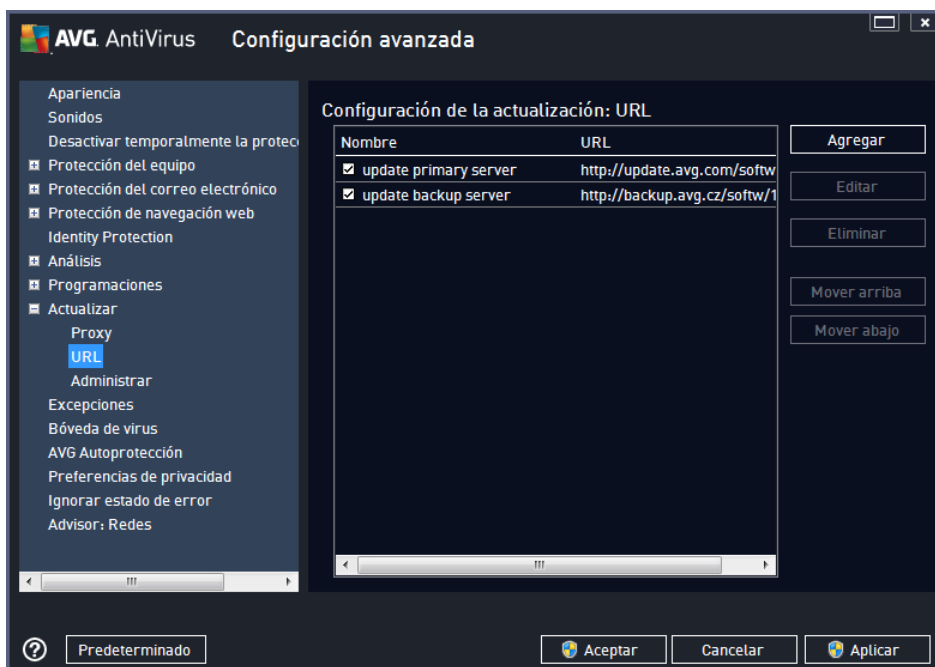 AVG. AntiVirus Configuración avanzada
Apariencia
Sonidos
Desactivar temporalmente la protec
Protección del equipo
Protección del correo electrónico
Protección de navegación web
Identity Protection
Análisis
Programaciones
Actualizar
Proxy
URL
Administrar
Excepciones
Bóveda de virus
AVG Autoprotección
Preferencias de privacidad
Ignorar estado de error
Advisor: Redes
Configuración de la actualización: URL
Nombre URL
update primary server http://update.avg.com/softw
update backup server http://backup.avg.cz/softw/1
Agregar
Editar
Eliminar
Mover arriba
Mover abajo
Predeterminado
Aceptar
Cancelar
Aplicar